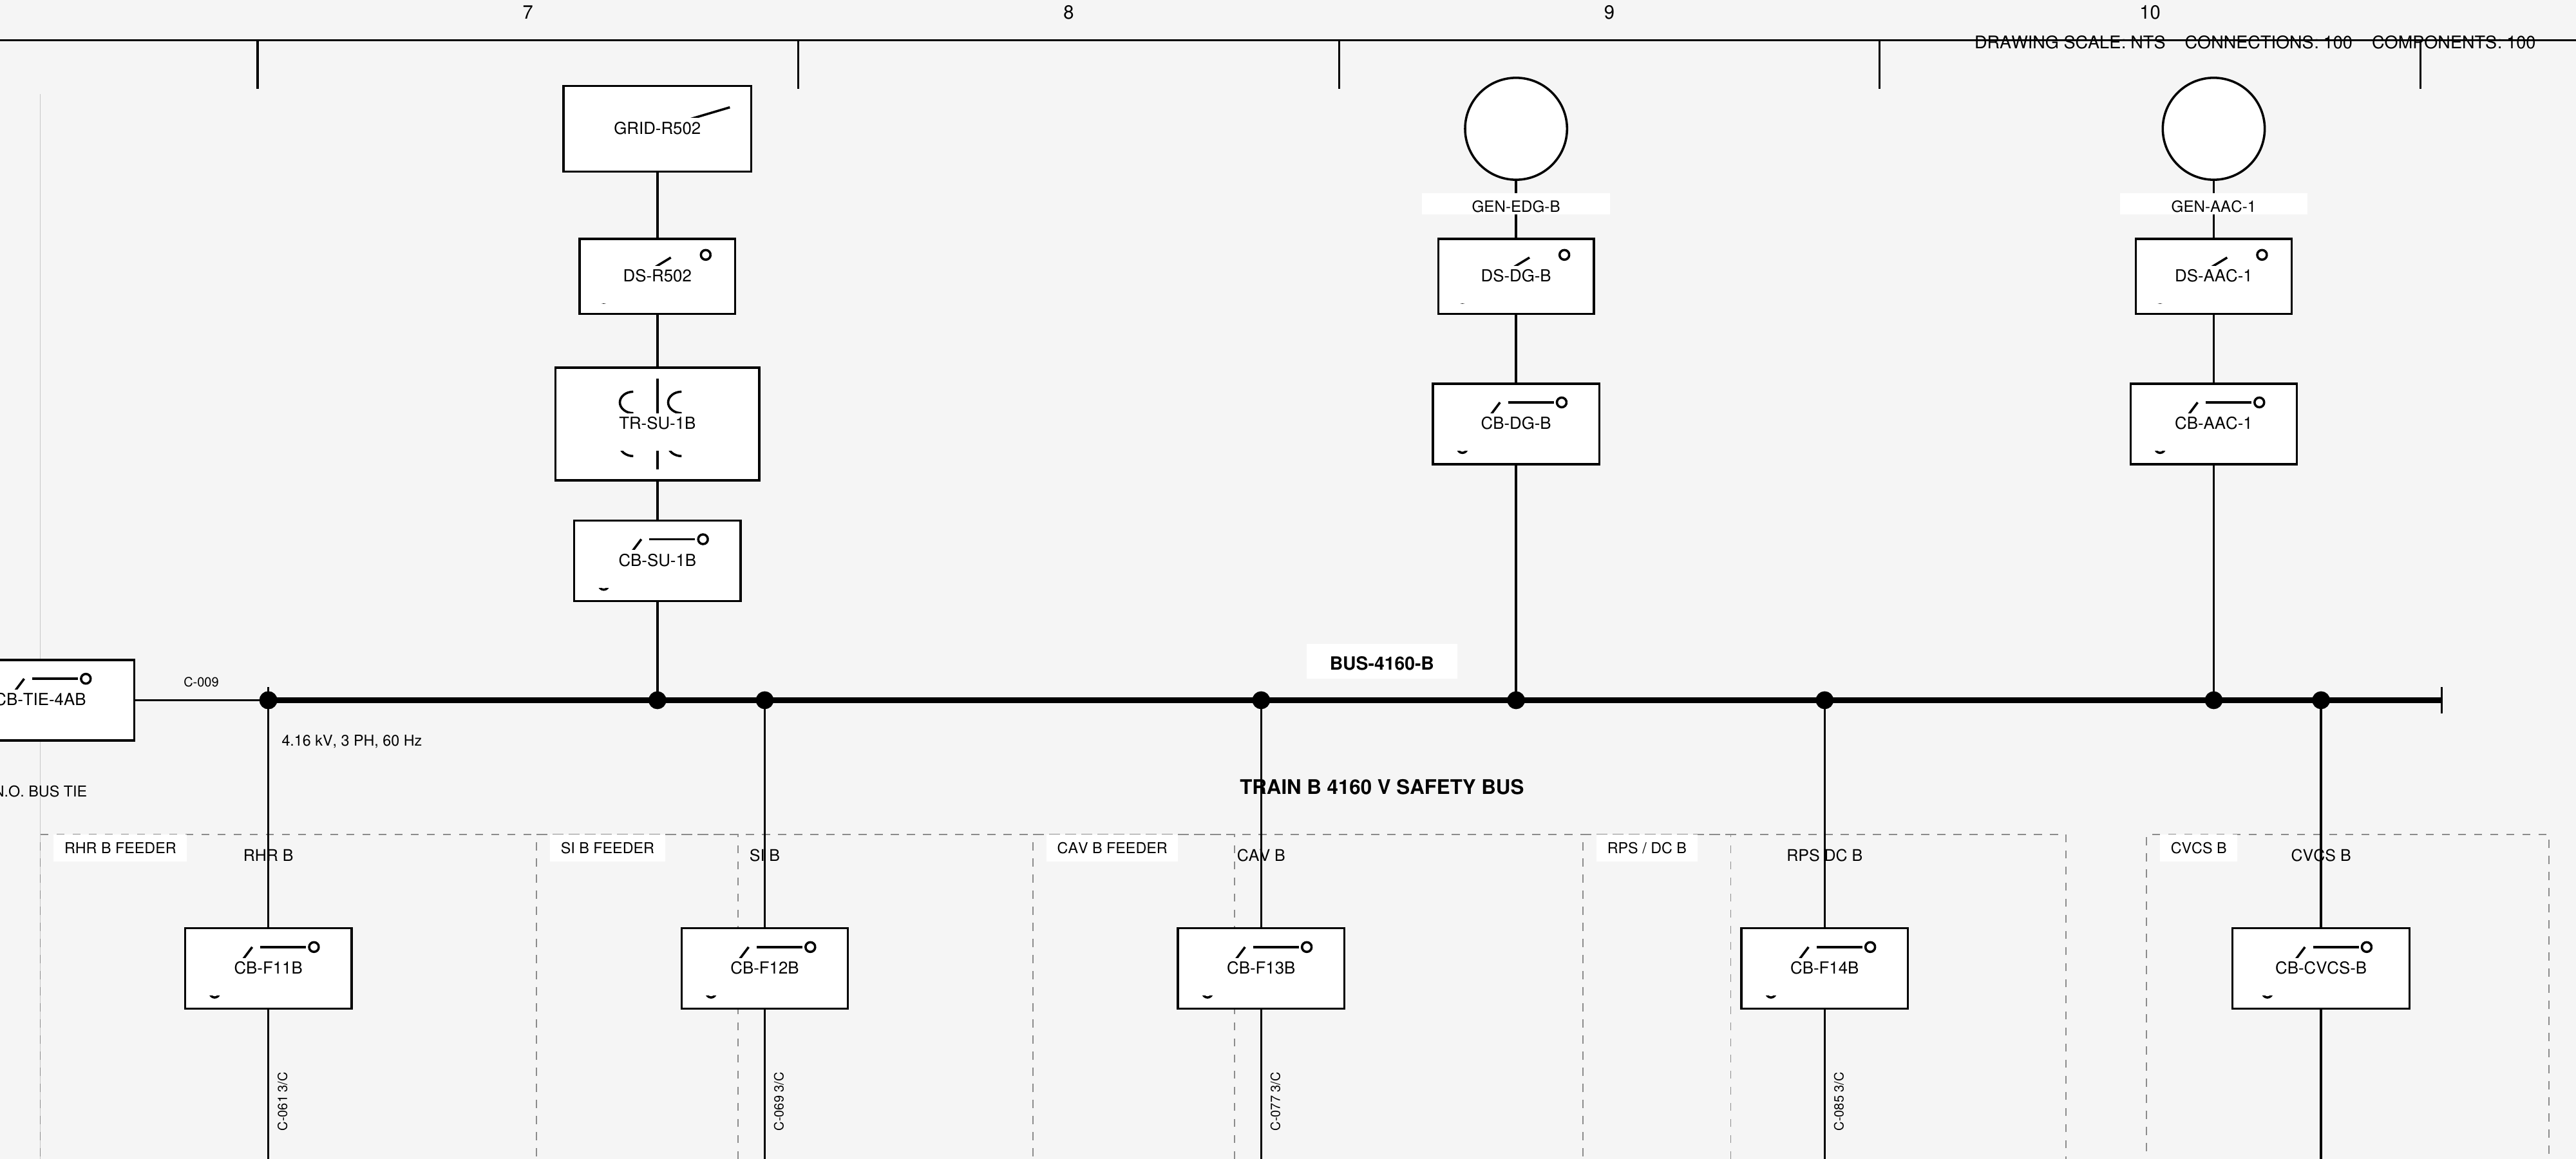 7 8 9 10
DRAWING SCALE: NTS CONNECTIONS: 100 COMPONENTS: 100
GRID-R502
GEN-EDG-B
GEN-AAC-1
DS-R502
DS-DG-B
DS-AAC-1
TR-SU-1B
CB-DG-B
CB-AAC-1
CB-SU-1B
BUS-4160-B
C-009
CB-TIE-4AB
4.16 kV, 3 PH, 60 Hz
N.O. BUS TIE
TRAIN B 4160 V SAFETY BUS
RHR B FEEDER
RHR B
SI B FEEDER
SI B
CAV B FEEDER
CAV B
RPS / DC B
RPS DC B
CVCS B
CVCS B
CB-F11B
CB-F12B
CB-F13B
CB-F14B
CB-CVCS-B
C-061 3/C
C-069 3/C
C-077 3/C
C-085 3/C